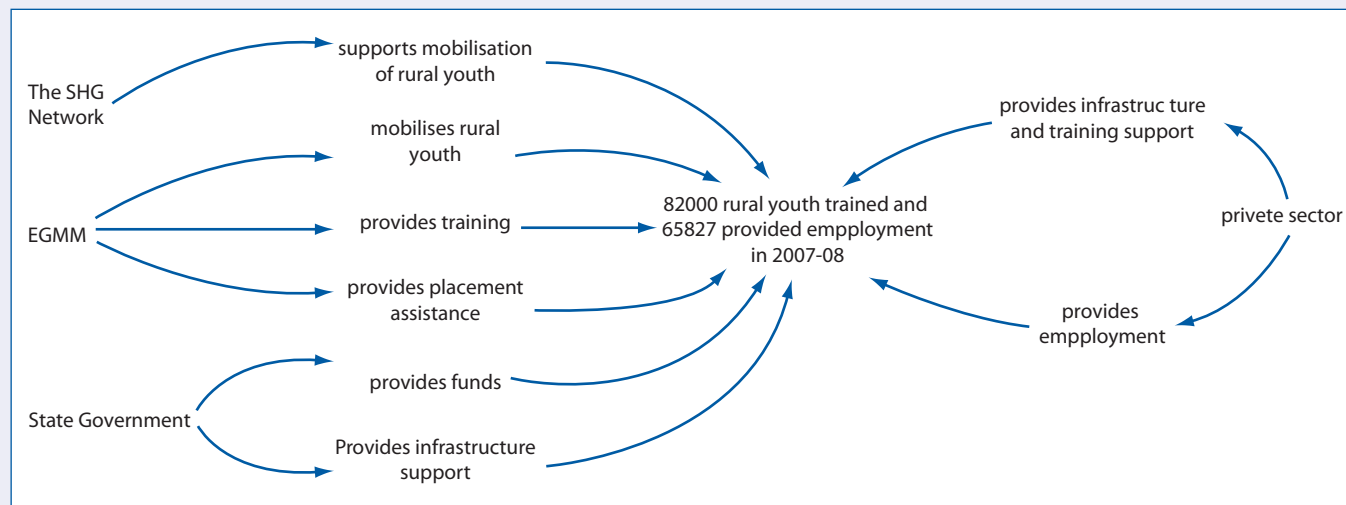 The SHG
Network
supports mobilisation
of rural youth
EGMM
mobilises rural
youth
provides training
provides placement
assistance
State Government
provides funds
Provides infrastructure
support
82000 rural youth trained and
65827 provided empployment
in 2007-08
provides infrastruc ture
and training support
privete sector
provides
empployment